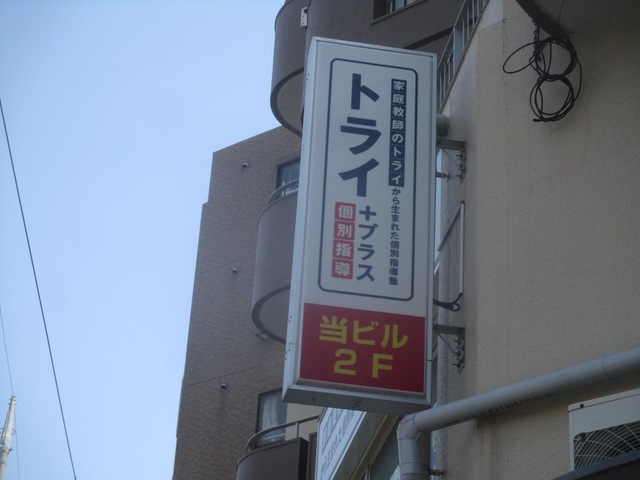 家庭教師のトライから生まれた個別指導塾
トライ+プラス
個別指導
当ビル
2F